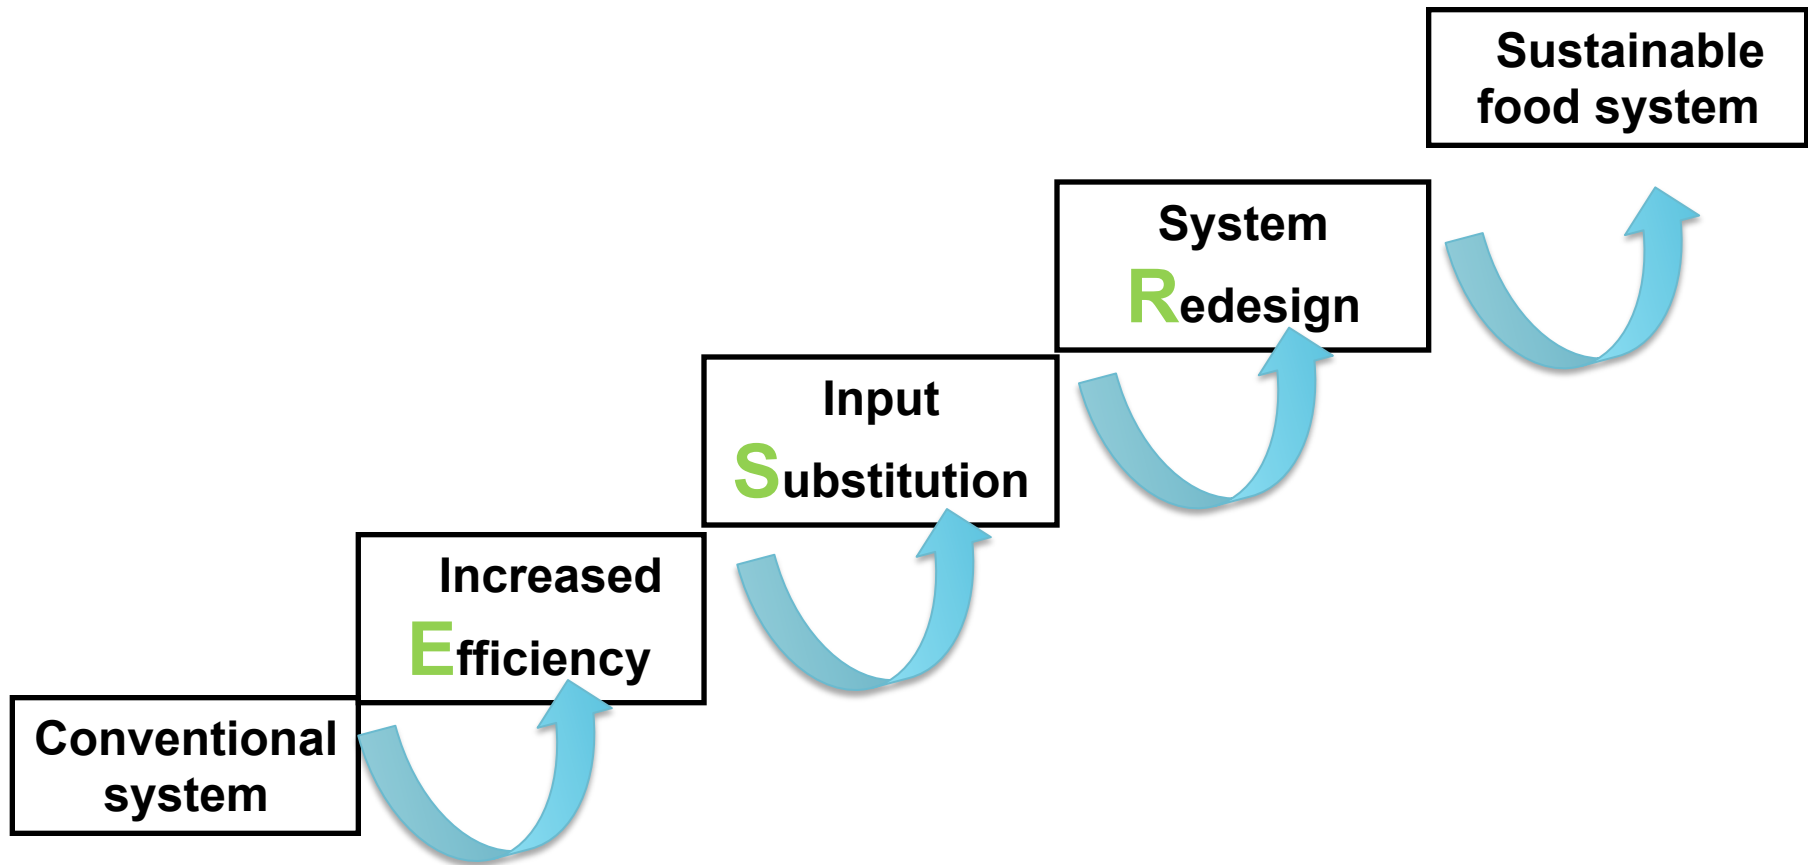 Sustainable
food system
System
Redesign
Input
Substitution
Increased
Efficiency
Conventional
system